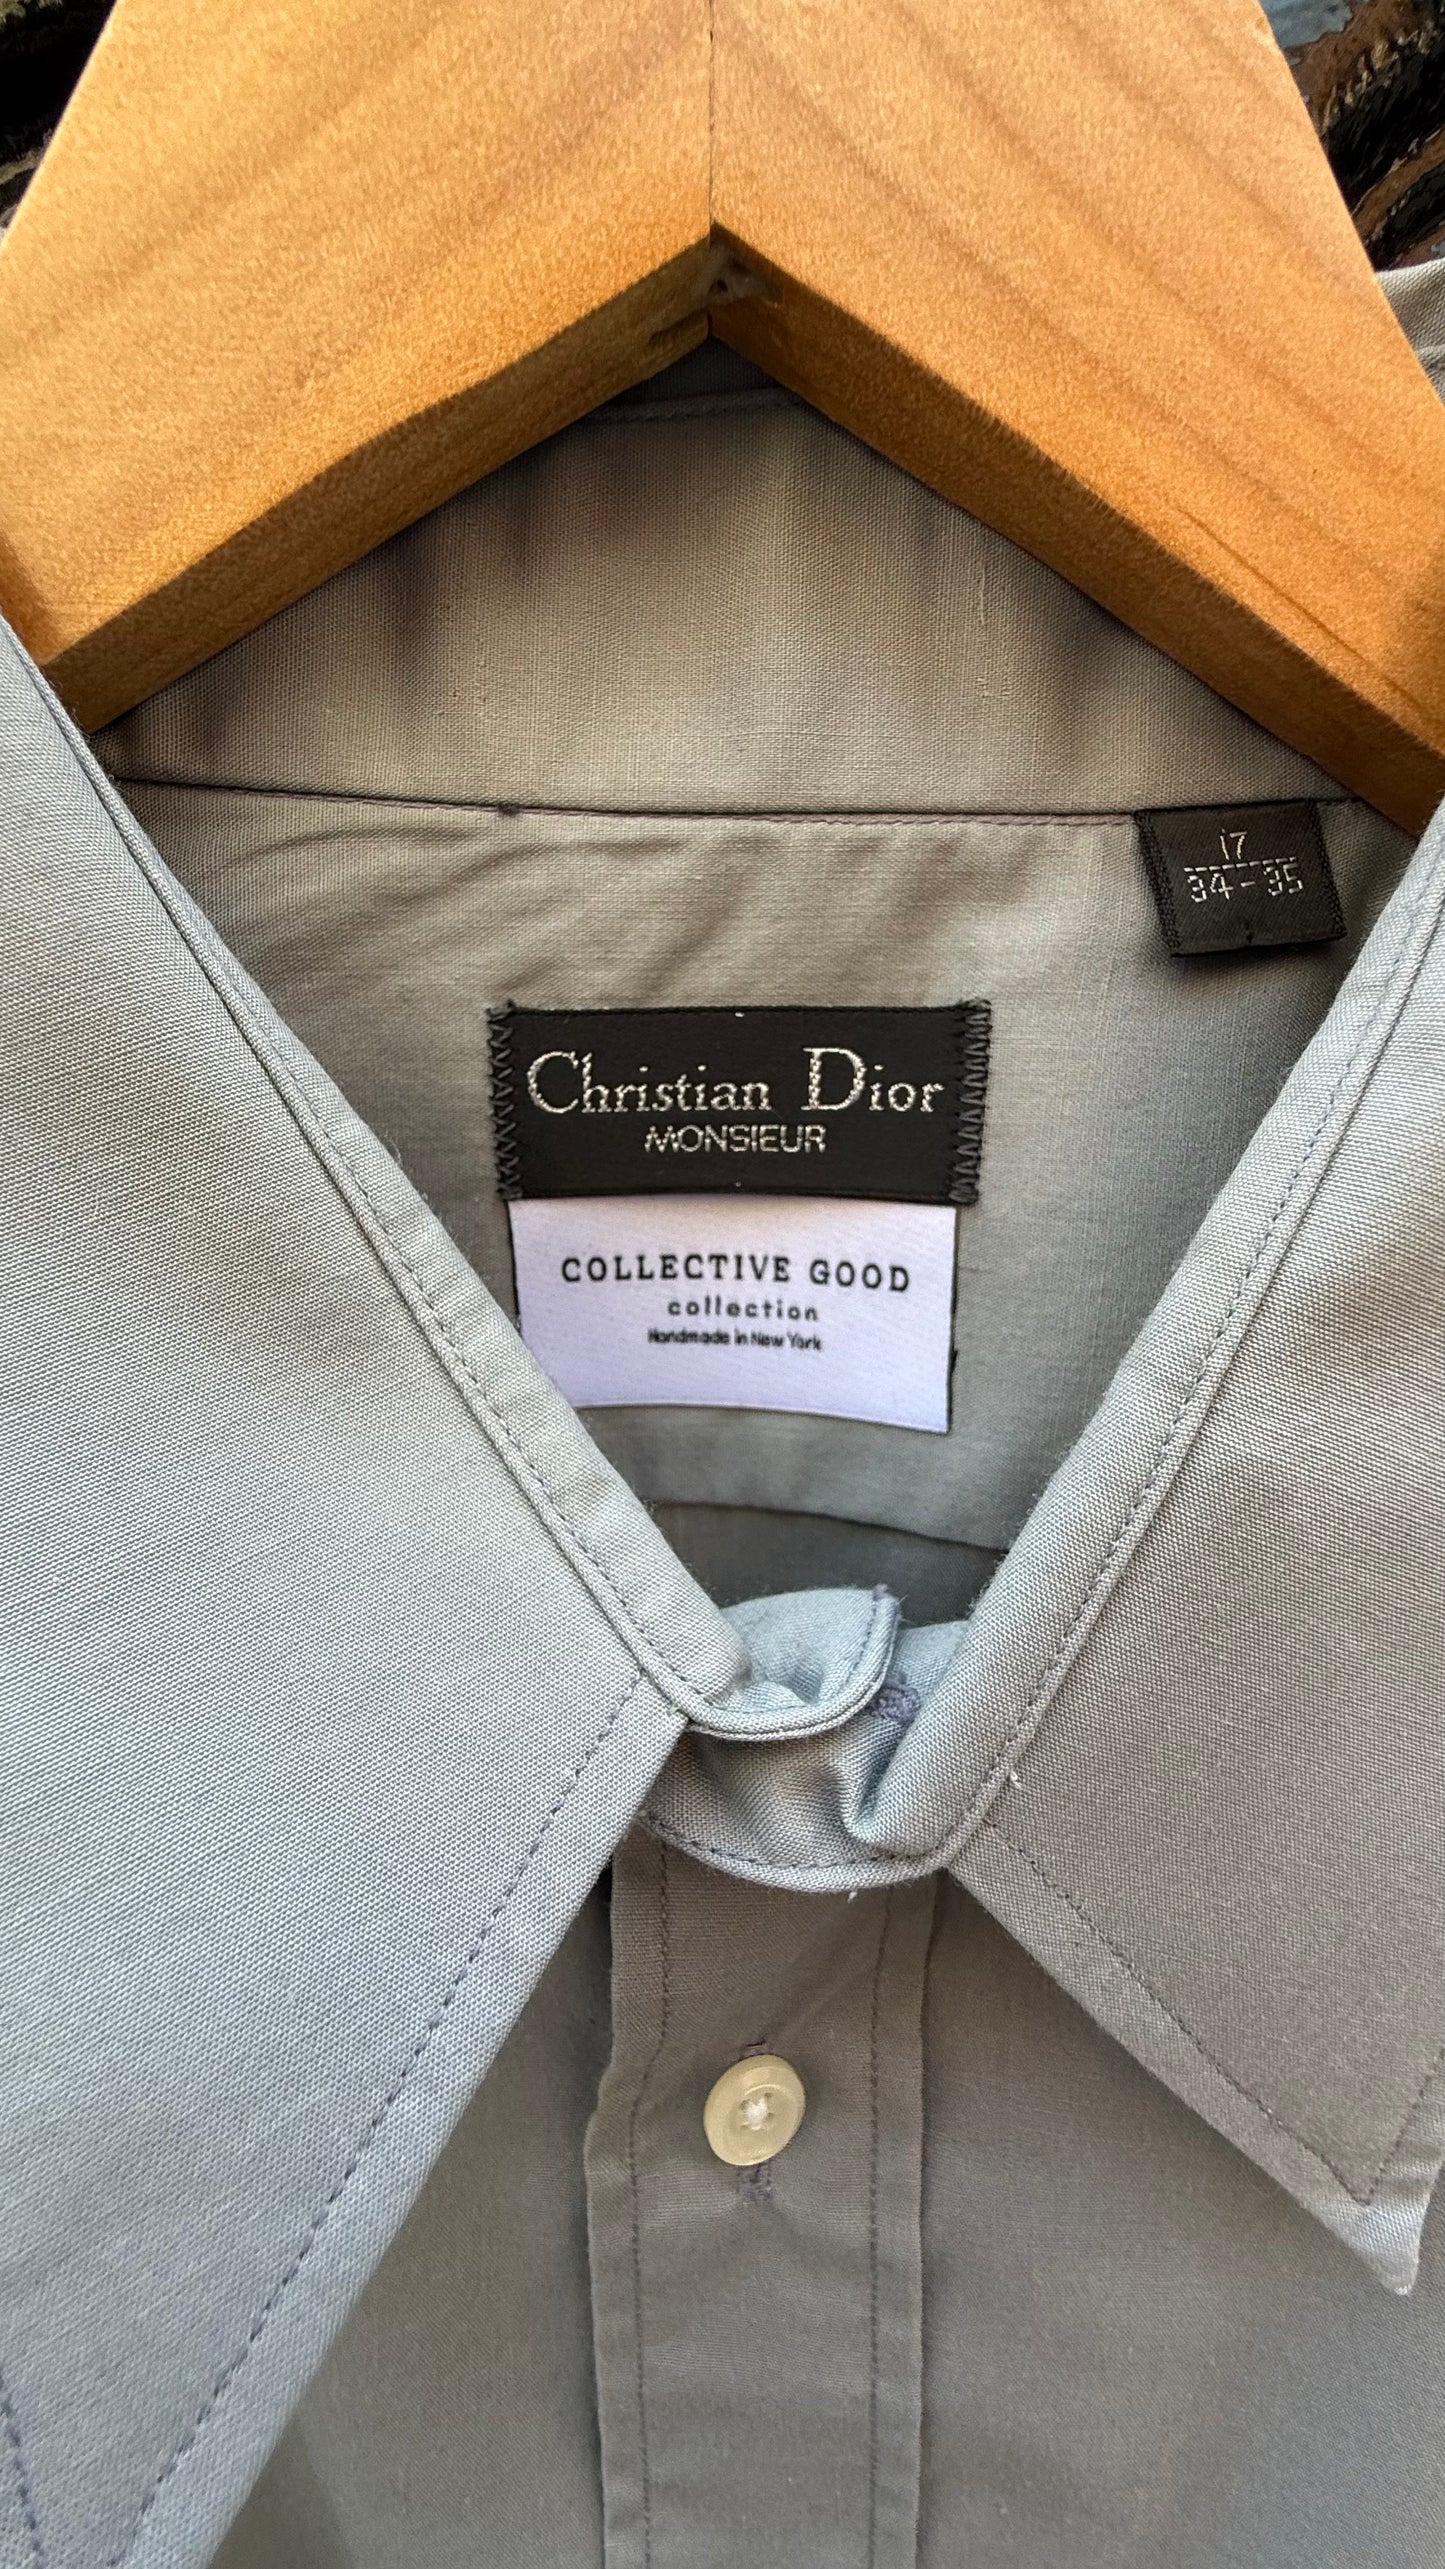 17
34-35
Christian Dior
MONSIEUR
COLLECTIVE GOOD
collection
Handmade in New York